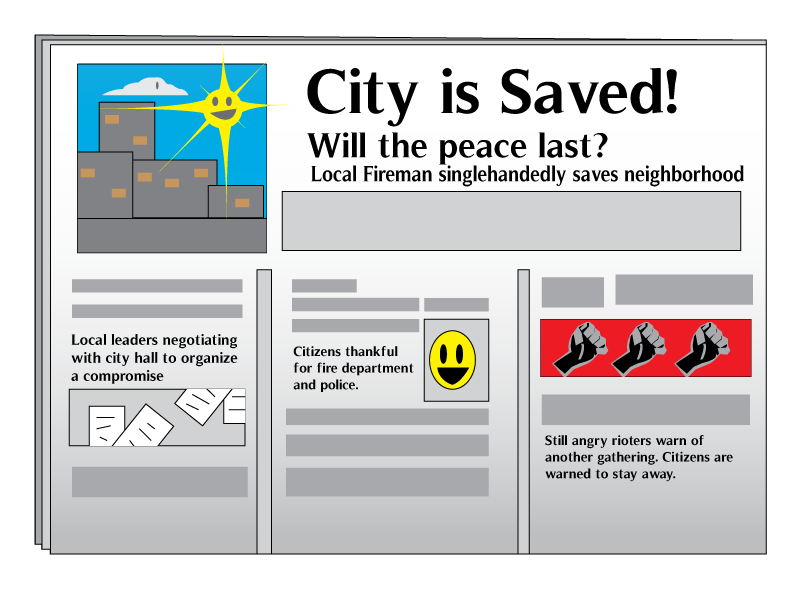 City is Saved!
Will the peace last?
Local Fireman singlehandedly saves neighborhood
Local leaders negotiating
with city hall to organize
a compromise
Citizens thankful
for fire department
and police.
Still angry rioters warn of
another gathering. Citizens are
warned to stay away.